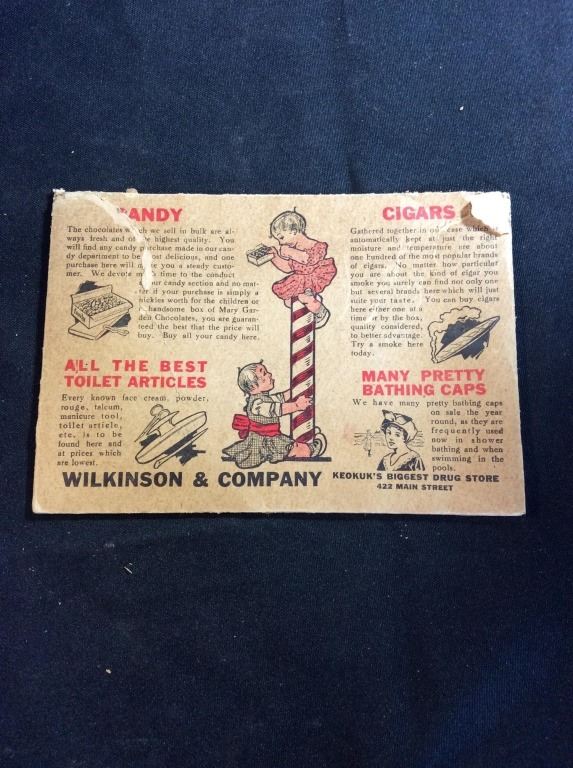 CANDY
The chocolates which we sell in bulk are al-
ways fresh and of the highest quality. You
will find any candy purchase made in our can-
dy department to be most delicious, and one
purchase here will make you a steady custo-
mer. We devote much time to the conduct
our candy section and no mat-
ter if your purchase is simply a
nickles worth for the children or
handsome box of Mary Gar-
den Chocolates, you are guaran-
teed the best that the price will
buy. Buy all your candy here.
ALL THE BEST
TOILET ARTICLES
Every known face cream, powder,
rouge, talcum,
manicure tool,
toilet article,
etc. is to be
found here and
at prices which
are lowest.
CIGARS
Gathered together in our case which
automatically kept at just the right
moisture and temperature are about
one hundred of the most popular brands
of cigars. No matter how particular
you are about the kind of cigar you
smoke you surely can find not only one
but several brands here which will just
suite your taste. You can buy cigars
here either one at a
time or by the box,
quality considered,
to better advantage.
Try a smoke here
today.
MANY PRETTY
BATHING CAPS
We have many pretty bathing caps
on sale the year
round, as they are
frequently used
now in shower
bathing and when
swimming in the
pools.
WILKINSON & COMPANY
KEOKUK'S BIGGEST DRUG STORE
422 MAIN STREET